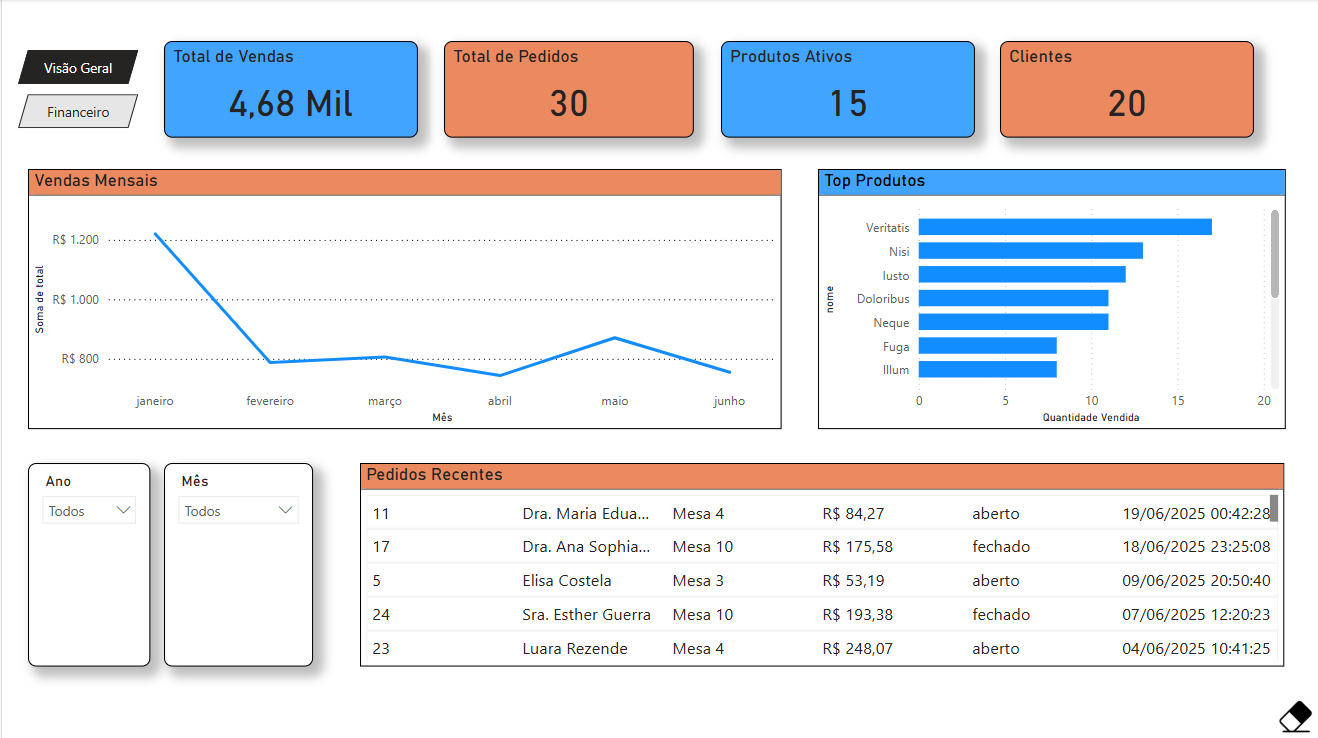 Visão Geral
Financeiro
Total de Vendas
4,68 Mil
Total de Pedidos
30
Produtos Ativos
15
Clientes
20
Vendas Mensais
Soma de total
R$ 1.200
R$ 1.000
R$ 800
janeiro fevereiro março abril maio junho
Mês
Top Produtos
nome
Veritatis
Nisi
Iusto
Doloribus
Neque
Fuga
Illum
0 5 10 15 20
Quantidade Vendida
Ano
Todos
Mês
Todos
Pedidos Recentes
11 Dra. Maria Edua... Mesa 4 R$ 84,27 aberto 19/06/2025 00:42:28
17 Dra. Ana Sophia... Mesa 10 R$ 175,58 fechado 18/06/2025 23:25:08
5 Elisa Costela Mesa 3 R$ 53,19 aberto 09/06/2025 20:50:40
24 Sra. Esther Guerra Mesa 10 R$ 193,38 fechado 07/06/2025 12:20:23
23 Luara Rezende Mesa 4 R$ 248,07 aberto 04/06/2025 10:41:25